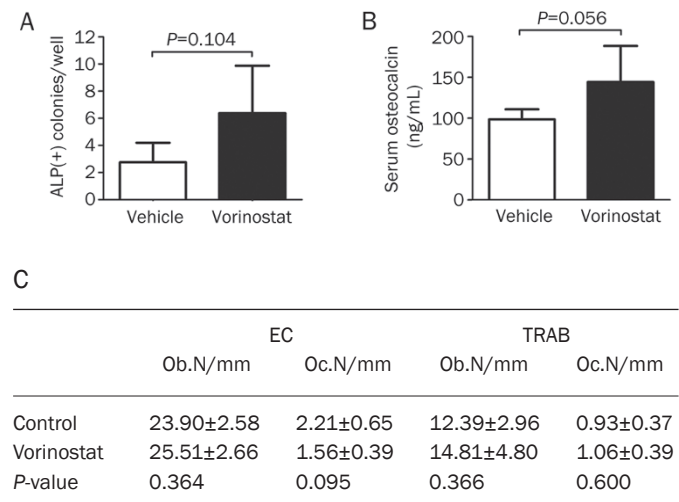 A
P=0.104
ALP(+) colonies/well
12
10
8
6
4
2
0
Vehicle Vorinostat
B
P=0.056
Serum osteocalcin
(ng/mL)
200
150
100
50
0
Vehicle Vorinostat
C
EC TRAB
Ob.N/mm Oc.N/mm Ob.N/mm Oc.N/mm
Control 23.90±2.58 2.21±0.65 12.39±2.96 0.93±0.37
Vorinostat 25.51±2.66 1.56±0.39 14.81±4.80 1.06±0.39
P-value 0.364 0.095 0.366 0.600